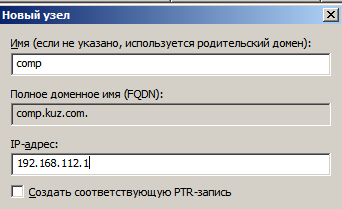 Новый узел
Имя (если не указано, используется родительский домен):
comp
Полное доменное имя (FQDN):
comp.kuz.com.
IP-адрес:
192.168.112.1
Создать соответствующую PTR-запись